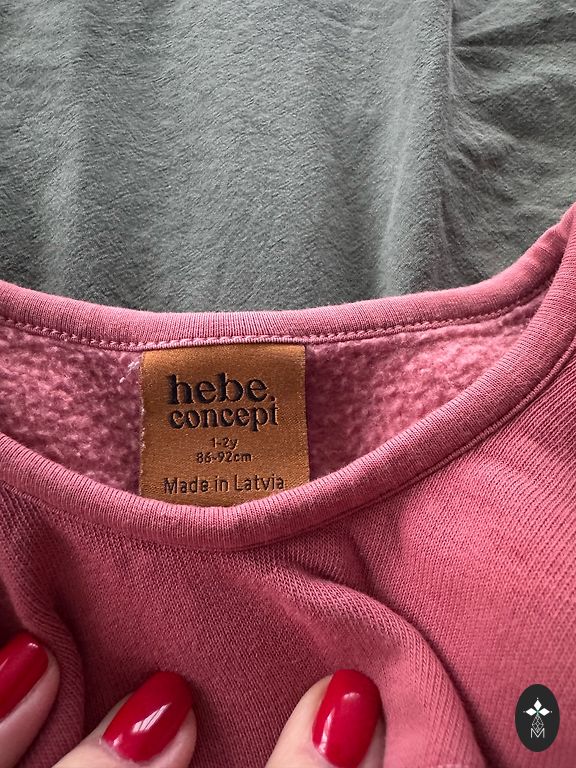 hebe.
concept
1-2y
86-92cm
Made in Latvia
M